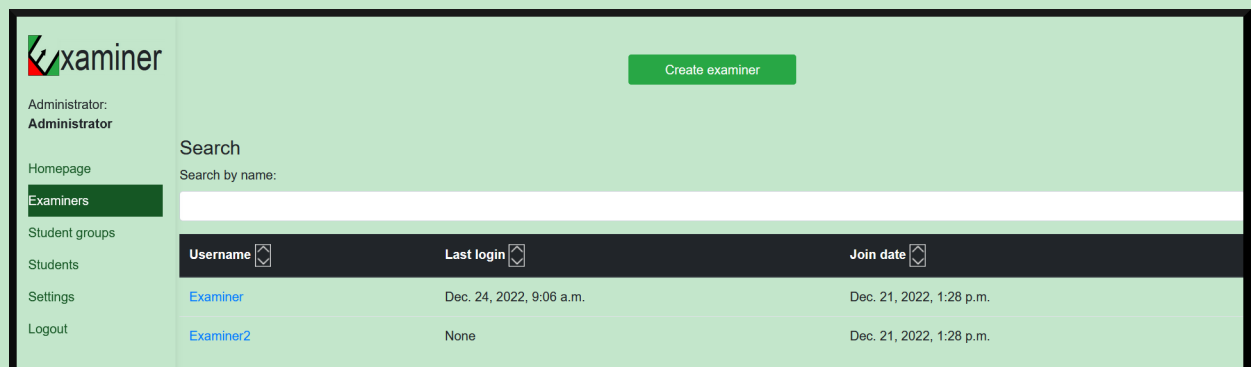 Examiner
Administrator:
Administrator
Homepage
Examiners
Student groups
Students
Settings
Logout
Create examiner
Search
Search by name:
Username Last login Join date
Examiner Dec. 24, 2022, 9:06 a.m. Dec. 21, 2022, 1:28 p.m.
Examiner2 None Dec. 21, 2022, 1:28 p.m.